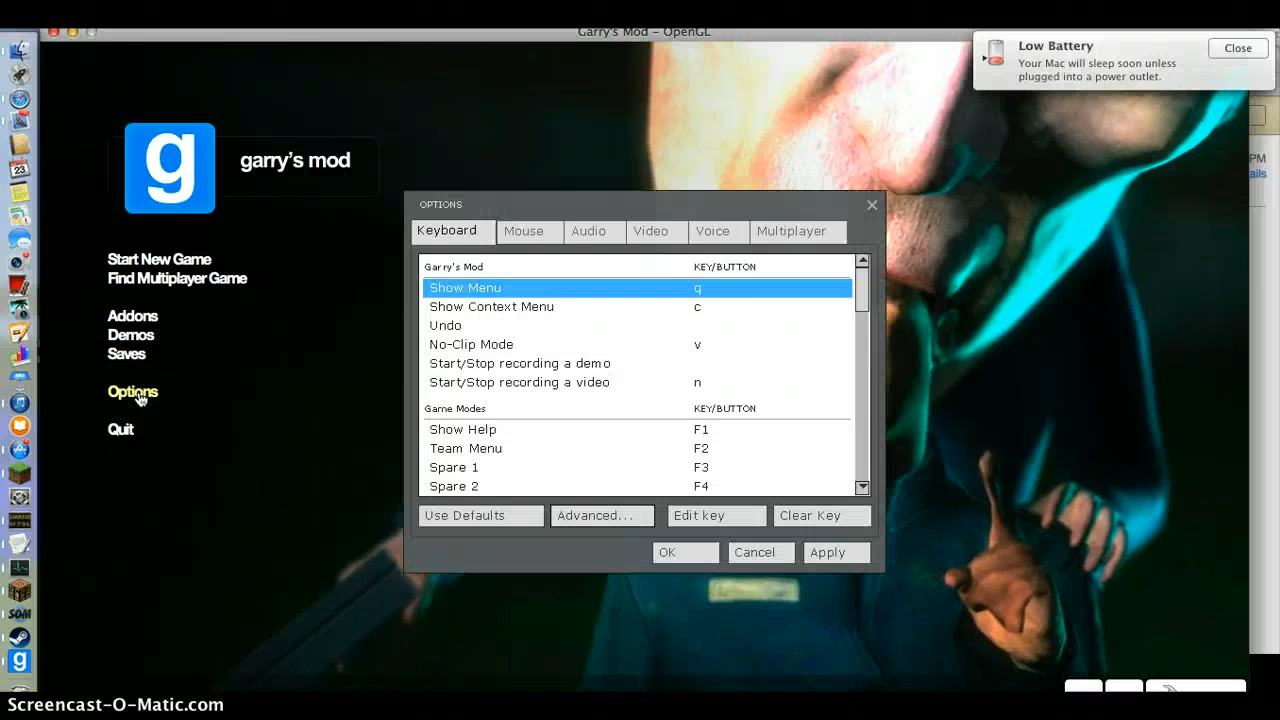 Garry's Mod – OpenGL
Low Battery
Close
Your Mac will sleep soon unless
plugged into a power outlet.
PM
ails
g
garry's mod
Start New Game
Find Multiplayer Game
Addons
Demos
Saves
Options
Quit
OPTIONS
Keyboard Mouse Audio Video Voice Multiplayer
Garry's Mod KEY/BUTTON
Show Menu q
Show Context Menu c
Undo
No-Clip Mode v
Start/Stop recording a demo
Start/Stop recording a video n
Game Modes KEY/BUTTON
Show Help F1
Team Menu F2
Spare 1 F3
Spare 2 F4
Use Defaults Advanced... Edit key Clear Key
OK Cancel Apply
23
SOM
g
Screencast-O-Matic.com